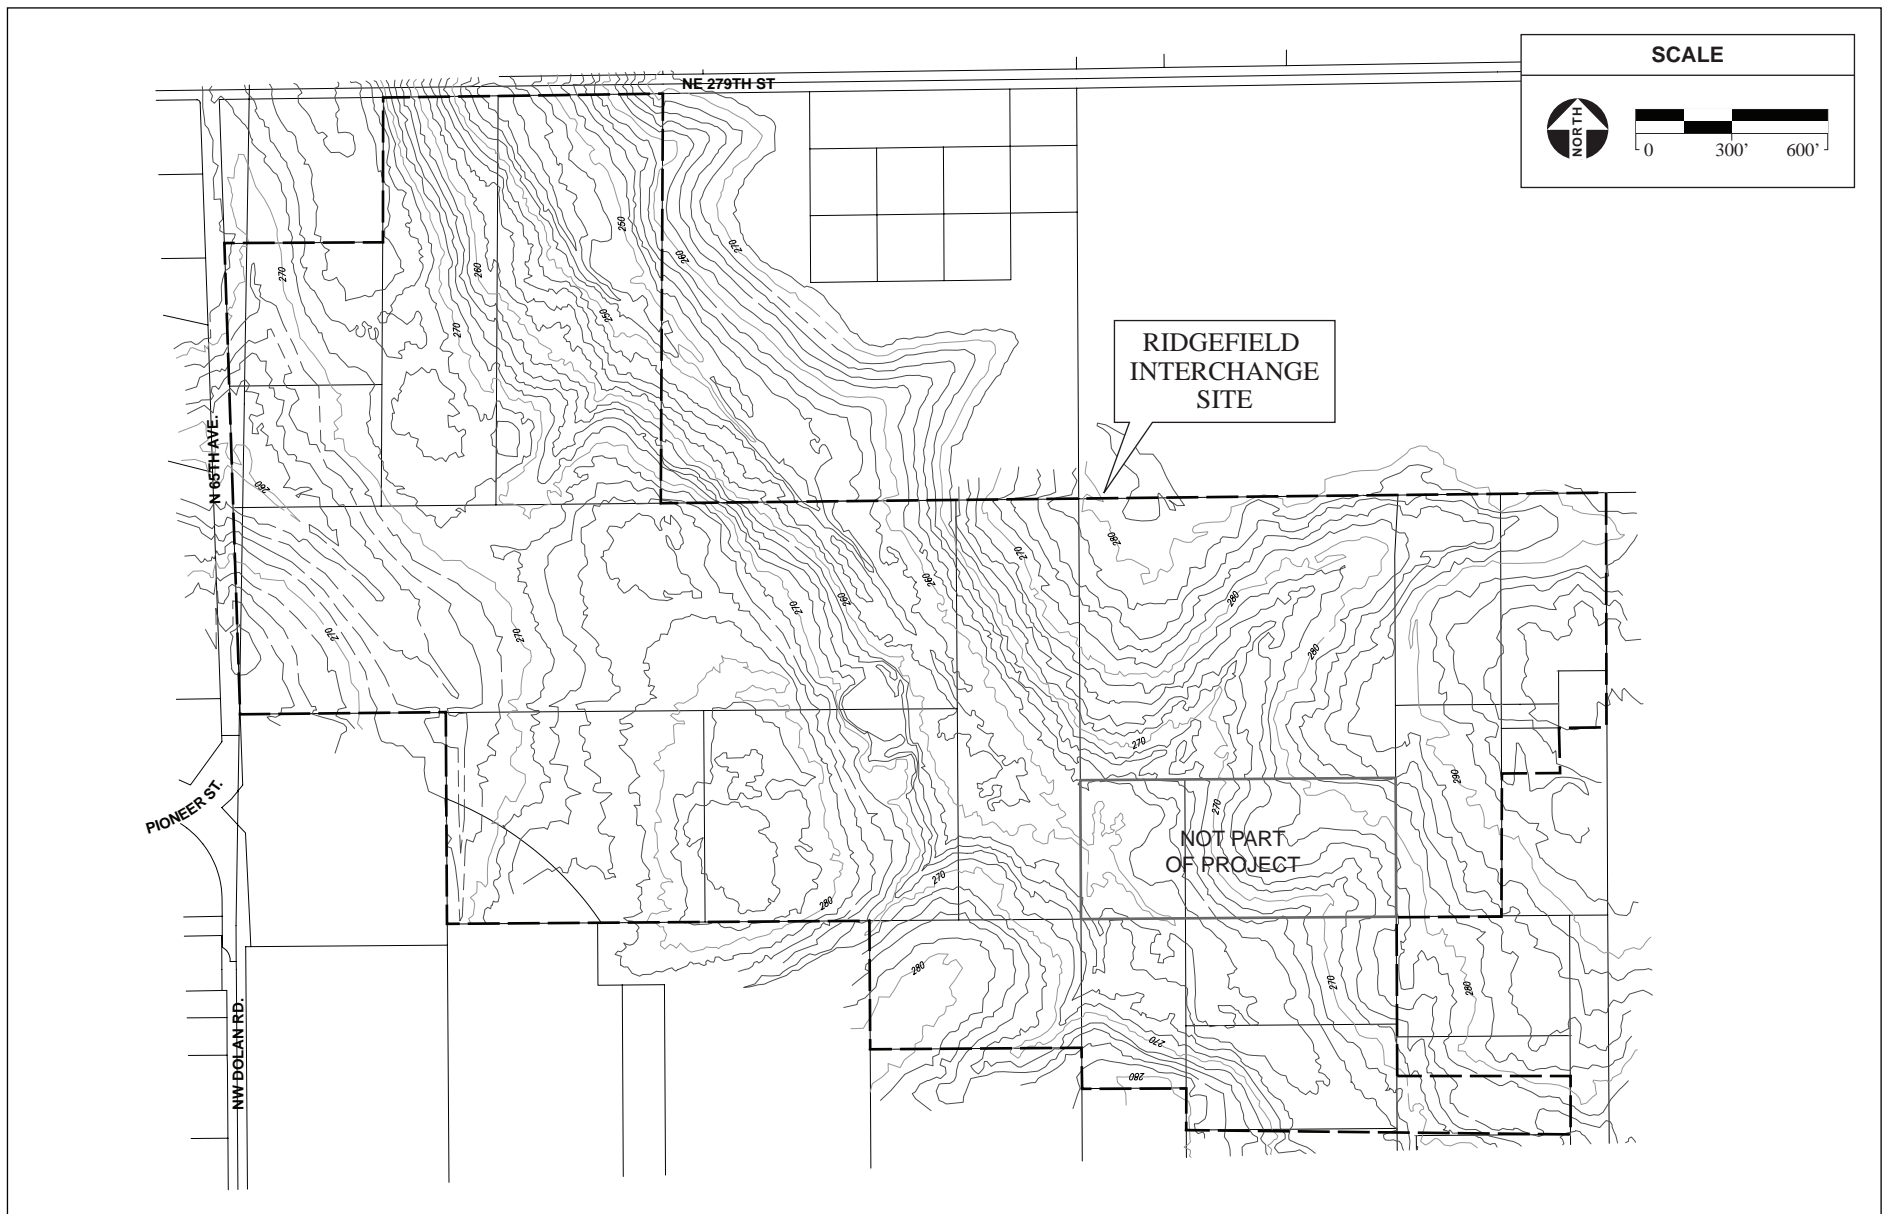 SCALE
NORTH
0 300’ 600’
NE 279TH ST
RIDGEFIELD
INTERCHANGE
SITE
N 65TH AVE.
PIONEER ST.
NW DOLAN RD.
NOT PART
OF PROJECT
270
260
250
260
270
270
250
260
270
270
270
260
260
270
280
280
280
270
290
270
280
270
280
270
280
270
280